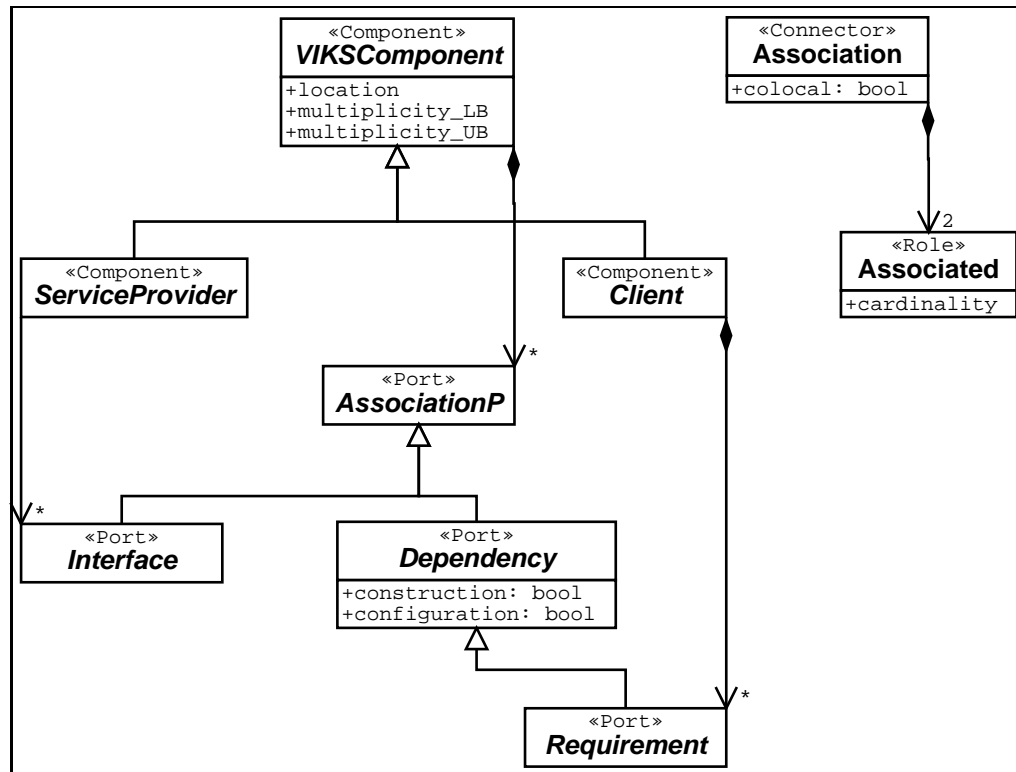 «Component»
VIKSComponent
+location
+multiplicity_LB
+multiplicity_UB
«Connector»
Association
+colocal: bool
2
«Role»
Associated
+cardinality
«Component»
ServiceProvider
«Component»
Client
*
«Port»
AssociationP
*
«Port»
Interface
«Port»
Dependency
+construction: bool
+configuration: bool
*
«Port»
Requirement